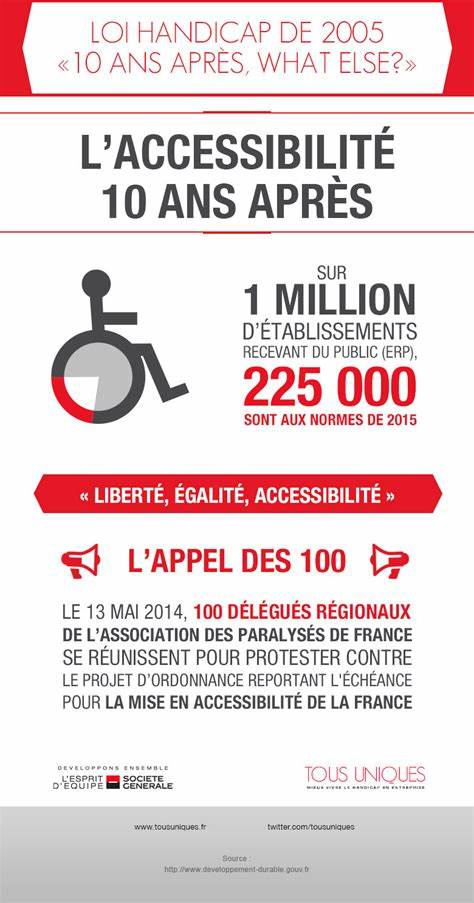 LOI HANDICAP DE 2005
«10 ANS APRÈS, WHAT ELSE?»
L’ACCESSIBILITÉ
10 ANS APRÈS
SUR
1 MILLION
D’ÉTABLISSEMENTS
RECEVANT DU PUBLIC (ERP),
225 000
SONT AUX NORMES DE 2015
« LIBERTÉ, ÉGALITÉ, ACCESSIBILITÉ »
L’APPEL DES 100
LE 13 MAI 2014, 100 DÉLÉGUÉS RÉGIONAUX
DE L’ASSOCIATION DES PARALYSÉS DE FRANCE
SE RÉUNISSENT POUR PROTESTER CONTRE
LE PROJET D’ORDONNANCE REPORTANT L'ÉCHÉANCE
POUR LA MISE EN ACCESSIBILITÉ DE LA FRANCE
DEVELOPPONS ENSEMBLE
L’ESPRIT
D’EQUIPE
SOCIETE
GENERALE
TOUS UNIQUES
MIEUX VIVRE LE HANDICAP EN ENTREPRISE
www.tousuniques.fr
twitter.com/tousuniques
Source :
http://www.developpement-durable.gouv.fr